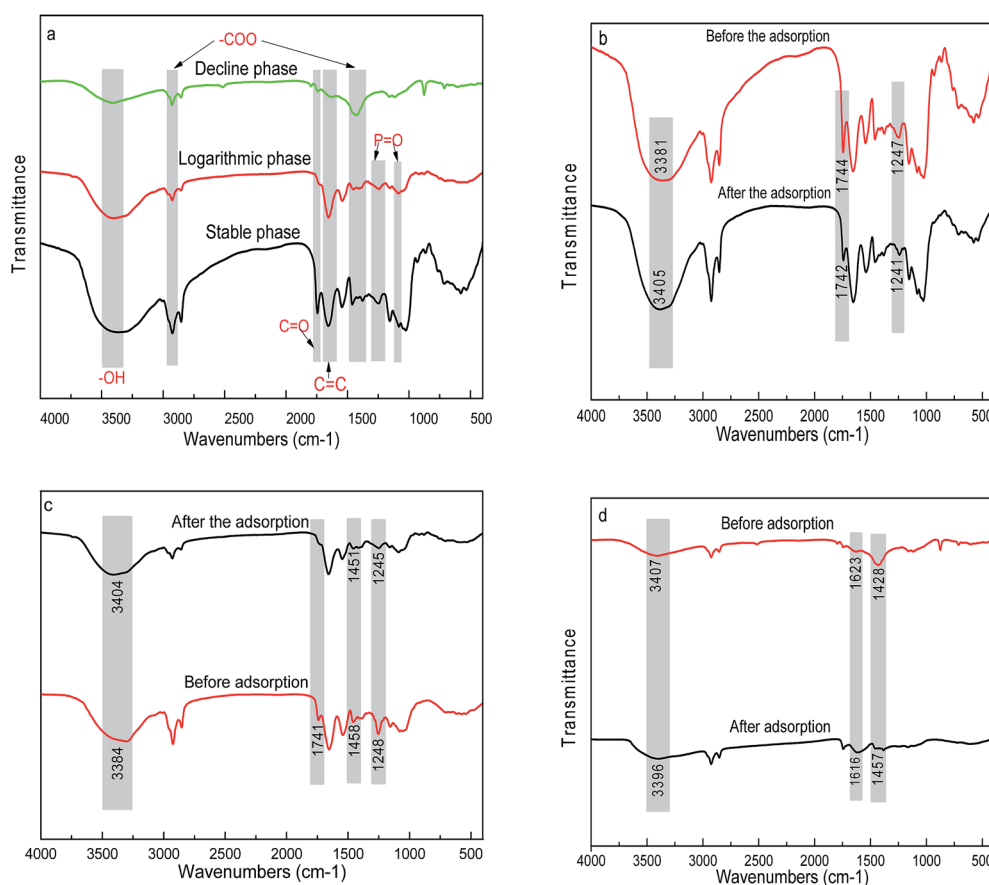 a
-COO
Decline phase
P=O
Logarithmic phase
Stable phase
C=O
-OH
C=C
Transmittance
4000 3500 3000 2500 2000 1500 1000 500
Wavenumbers (cm-1)
b
Before the adsorption
3381
1744
1247
After the adsorption
3405
1742
1241
Transmittance
4000 3500 3000 2500 2000 1500 1000 500
Wavenumbers (cm-1)
c
After the adsorption
3404
1451
1245
Before adsorption
3384
1741
1458
1248
Transmittance
4000 3500 3000 2500 2000 1500 1000 500
Wavenumbers (cm-1)
d
Before adsorption
3407
1623
1428
After adsorption
3396
1616
1457
Transmittance
4000 3500 3000 2500 2000 1500 1000 500
Wavenumbers (cm-1)